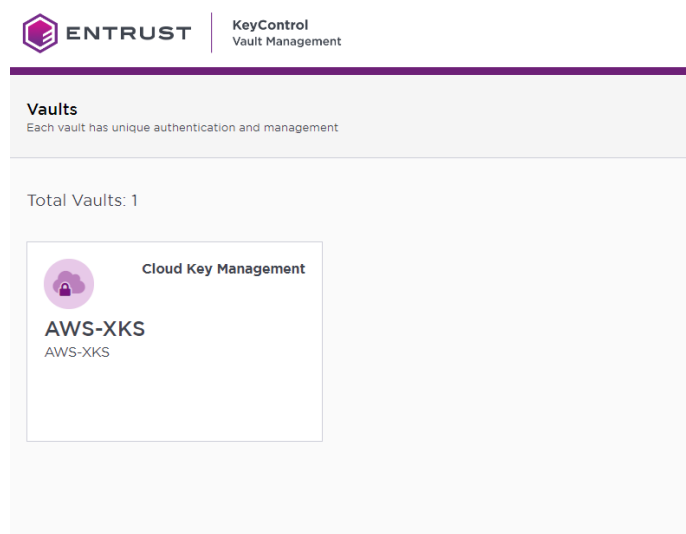 ENTRUST
KeyControl
Vault Management
Vaults
Each vault has unique authentication and management
Total Vaults: 1
Cloud Key Management
AWS-XKS
AWS-XKS